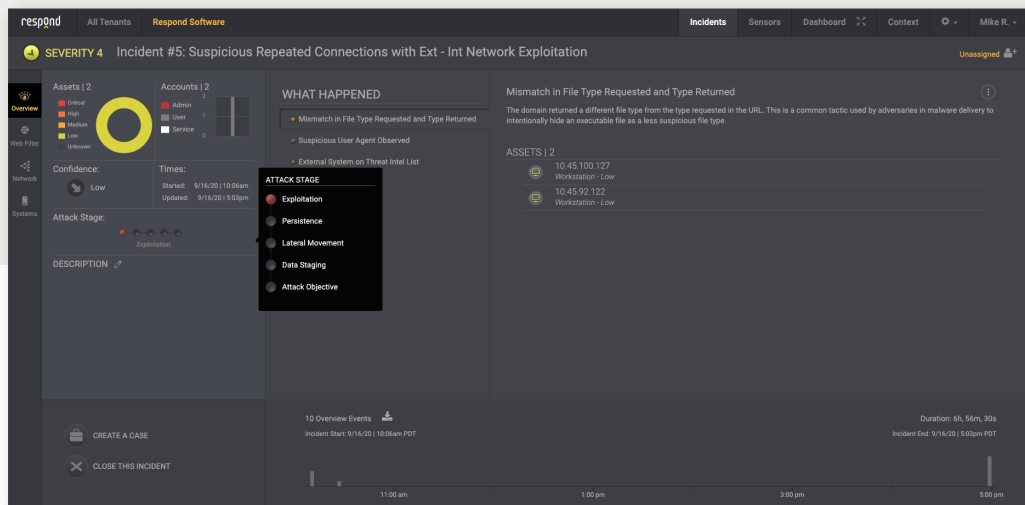 respond
All Tenants
Respond Software
Incidents
Sensors
Dashboard
Context
Mike R.
SEVERITY 4
Incident #5: Suspicious Repeated Connections with Ext - Int Network Exploitation
Unassigned
Overview
Web Filter
Network
Systems
Assets | 2
Critical
High
Medium
Low
Unknown
Accounts | 2
Admin
User
Service
2
1
0
Confidence:
Low
Times:
Started: 9/16/20 | 10:06am
Updated: 9/16/20 | 5:03pm
Attack Stage:
Exploitation
DESCRIPTION
WHAT HAPPENED
Mismatch in File Type Requested and Type Returned
Suspicious User Agent Observed
External System on Threat Intel List
ATTACK STAGE
Exploitation
Persistence
Lateral Movement
Data Staging
Attack Objective
Mismatch in File Type Requested and Type Returned
The domain returned a different file type from the type requested in the URL. This is a common tactic used by adversaries in malware delivery to
intentionally hide an executable file as a less suspicious file type.
ASSETS | 2
10.45.100.127
Workstation - Low
10.45.92.122
Workstation - Low
CREATE A CASE
CLOSE THIS INCIDENT
10 Overview Events
Incident Start: 9/16/20 | 10:06am PDT
Duration: 6h, 56m, 30s
Incident End: 9/16/20 | 5:03pm PDT
11:00 am
1:00 pm
3:00 pm
5:00 pm